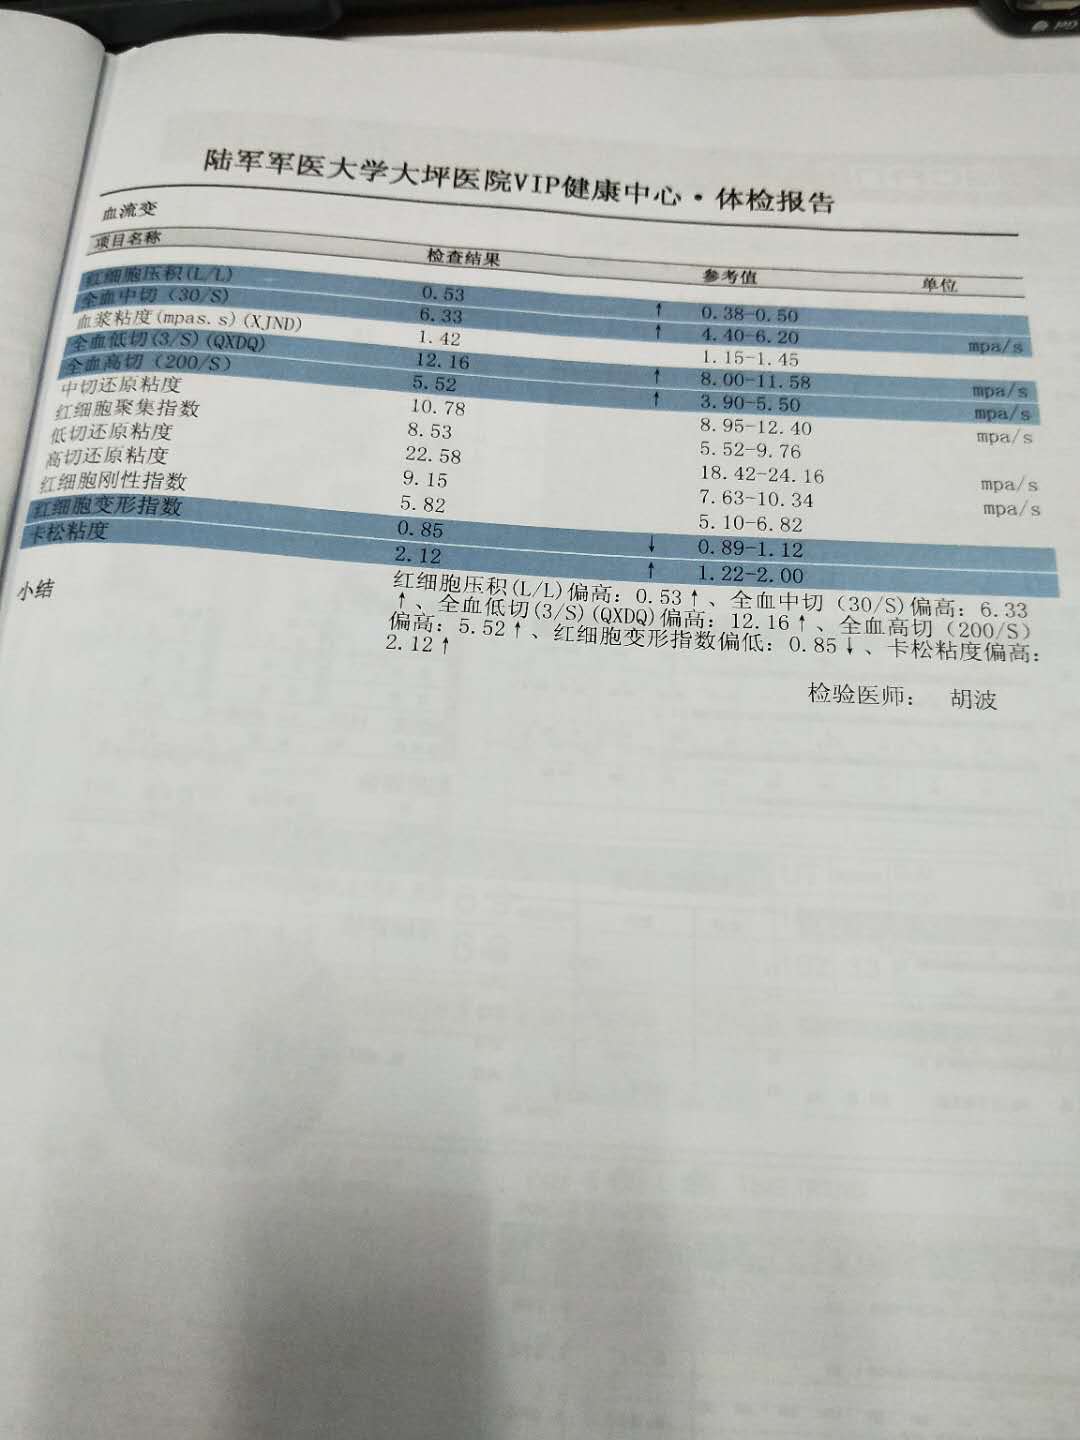 陆军军医大学大坪医院VIP健康中心·体检报告
血流变
项目名称 检查结果 参考值 单位
红细胞压积(L/L) 0.53 ↑ 0.38-0.50
全血中切（30/S) 6.33 ↑ 4.40-6.20 mpa/s
血浆粘度(mpas.s)(XJND) 1.42 1.15-1.45
全血低切(3/S)(QXDQ) 12.16 ↑ 8.00-11.58 mpa/s
全血高切（200/S） 5.52 ↑ 3.90-5.50 mpa/s
中切还原粘度 10.78 8.95-12.40 mpa/s
红细胞聚集指数 8.53 5.52-9.76
低切还原粘度 22.58 18.42-24.16 mpa/s
高切还原粘度 9.15 7.63-10.34 mpa/s
红细胞刚性指数 5.82 5.10-6.82
红细胞变形指数 0.85 ↓ 0.89-1.12
卡松粘度 2.12 ↑ 1.22-2.00
小结 红细胞压积(L/L)偏高：0.53↑、全血中切（30/S)偏高：6.33
↑、全血低切(3/S)(QXDQ)偏高：12.16↑、全血高切（200/S）
偏高：5.52↑、红细胞变形指数偏低：0.85↓、卡松粘度偏高：
2.12↑
检验医师： 胡波